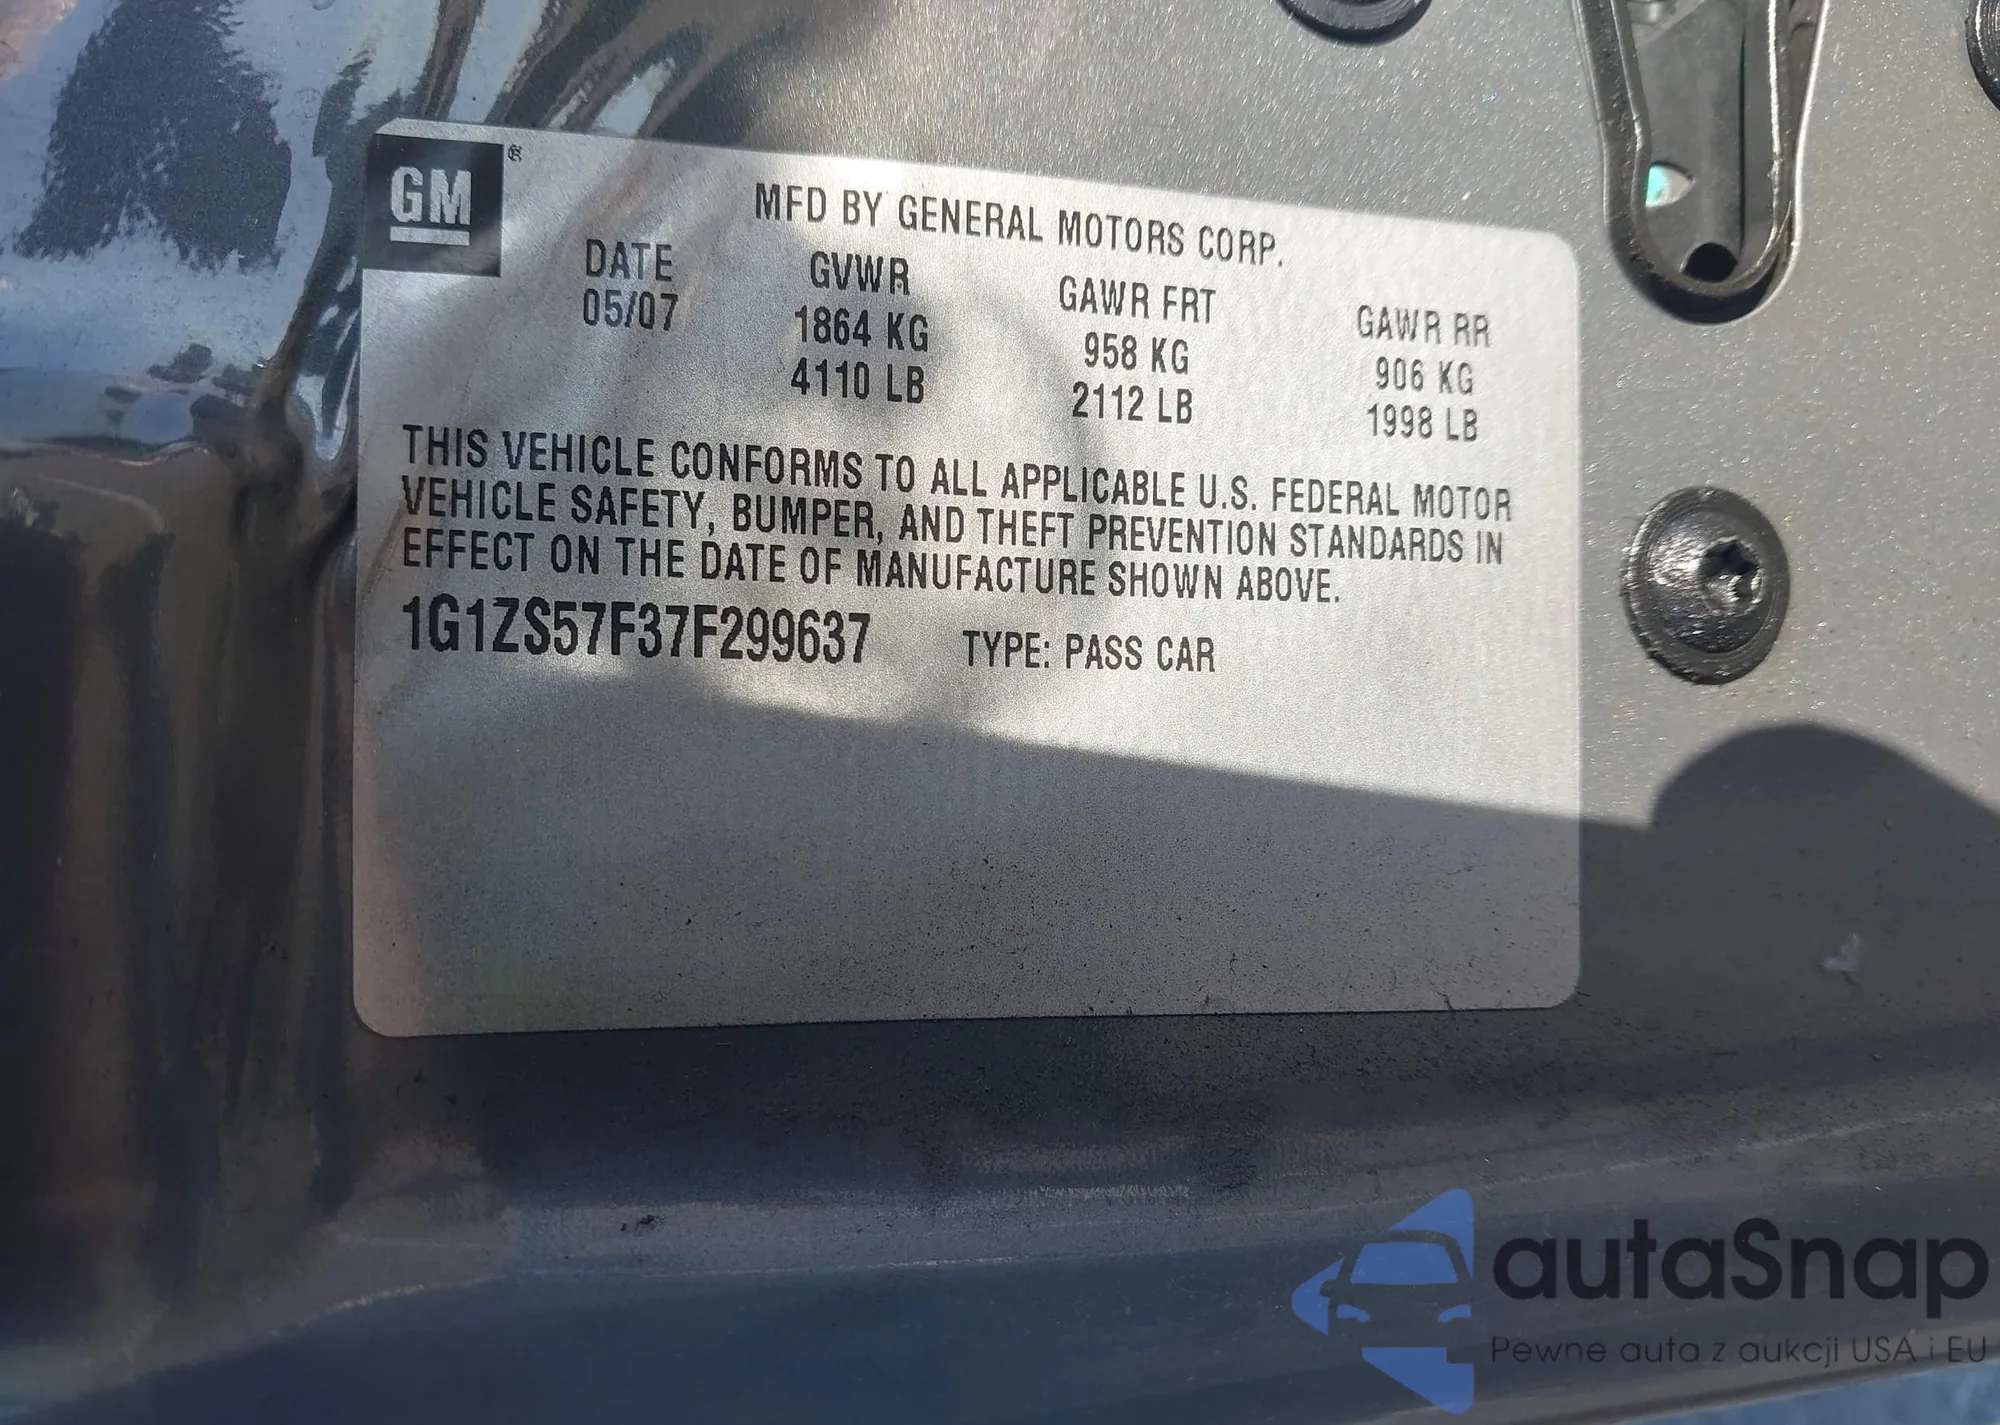 GM®
MFD BY GENERAL MOTORS CORP.
DATE GVWR GAWR FRT GAWR RR
05/07 1864 KG 958 KG 906 KG
4110 LB 2112 LB 1998 LB
THIS VEHICLE CONFORMS TO ALL APPLICABLE U.S. FEDERAL MOTOR
VEHICLE SAFETY, BUMPER, AND THEFT PREVENTION STANDARDS IN
EFFECT ON THE DATE OF MANUFACTURE SHOWN ABOVE.
1G1ZS57F37F299637 TYPE: PASS CAR
autaSnap
Pewne auta z aukcji USA i EU